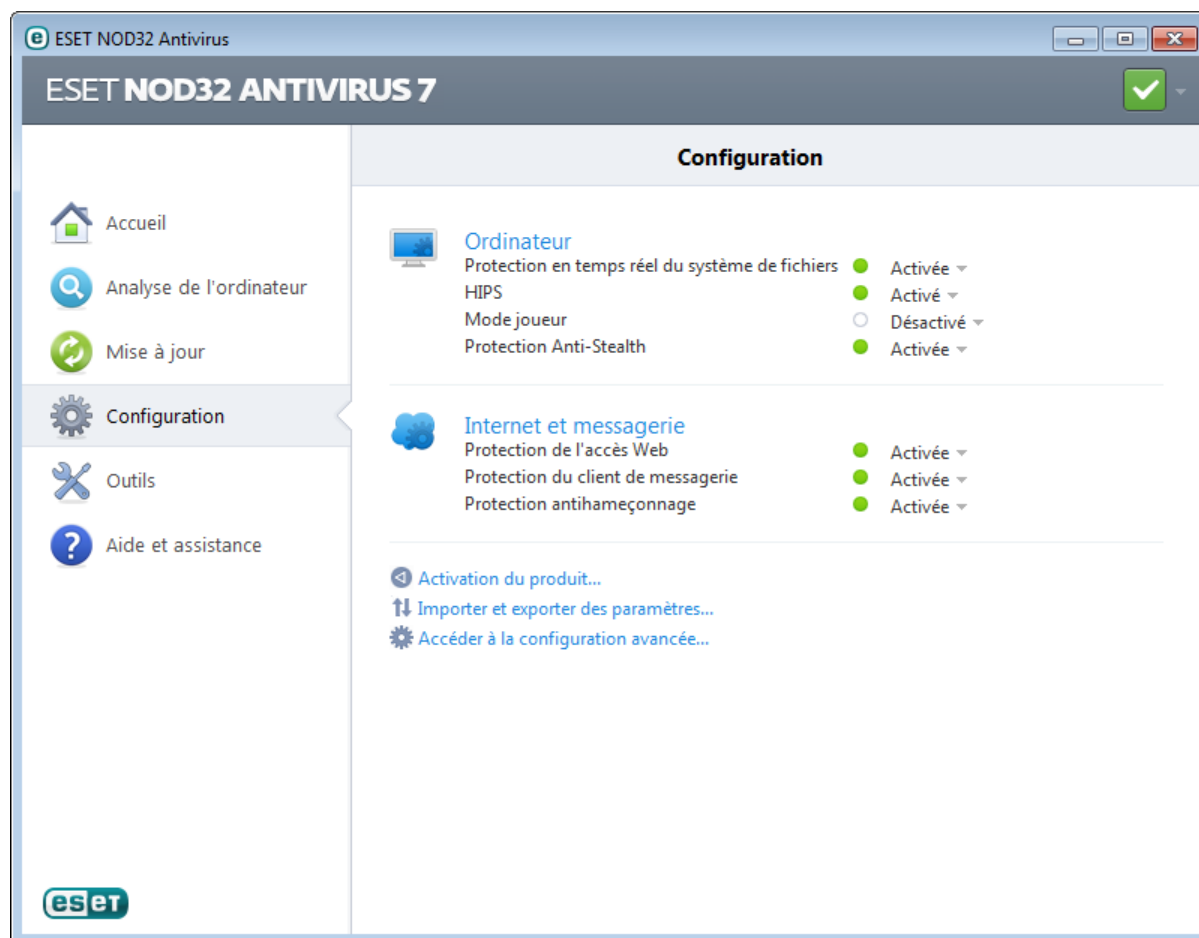 ESET NOD32 Antivirus
ESET NOD32 ANTIVIRUS 7
Configuration
Accueil
Analyse de l'ordinateur
Mise à jour
Configuration
Outils
Aide et assistance
Ordinateur
Protection en temps réel du système de fichiers Activée
HIPS Activé
Mode joueur Désactivé
Protection Anti-Stealth Activée
Internet et messagerie
Protection de l'accès Web Activée
Protection du client de messagerie Activée
Protection antihameçonnage Activée
Activation du produit...
Importer et exporter des paramètres...
Accéder à la configuration avancée...
eseT